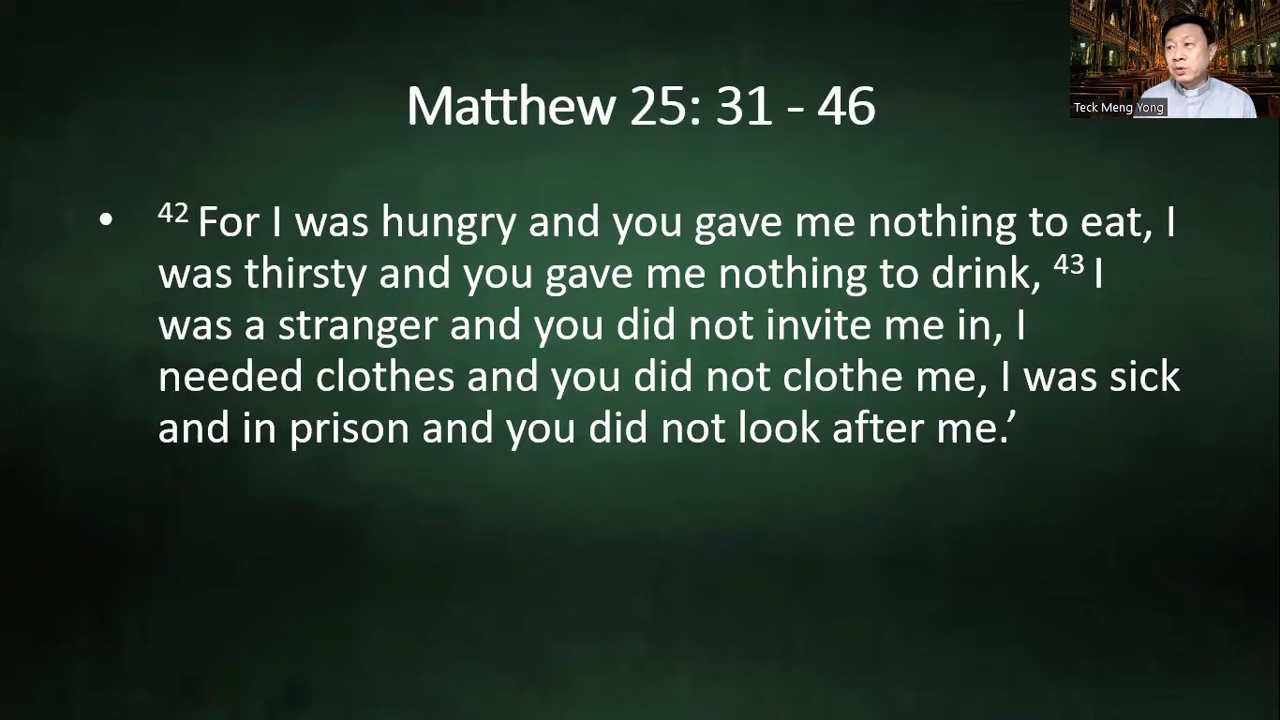 Teck Meng Yong
Matthew 25: 31 - 46
• ⁴² For I was hungry and you gave me nothing to eat, I
was thirsty and you gave me nothing to drink, ⁴³ I
was a stranger and you did not invite me in, I
needed clothes and you did not clothe me, I was sick
and in prison and you did not look after me.’